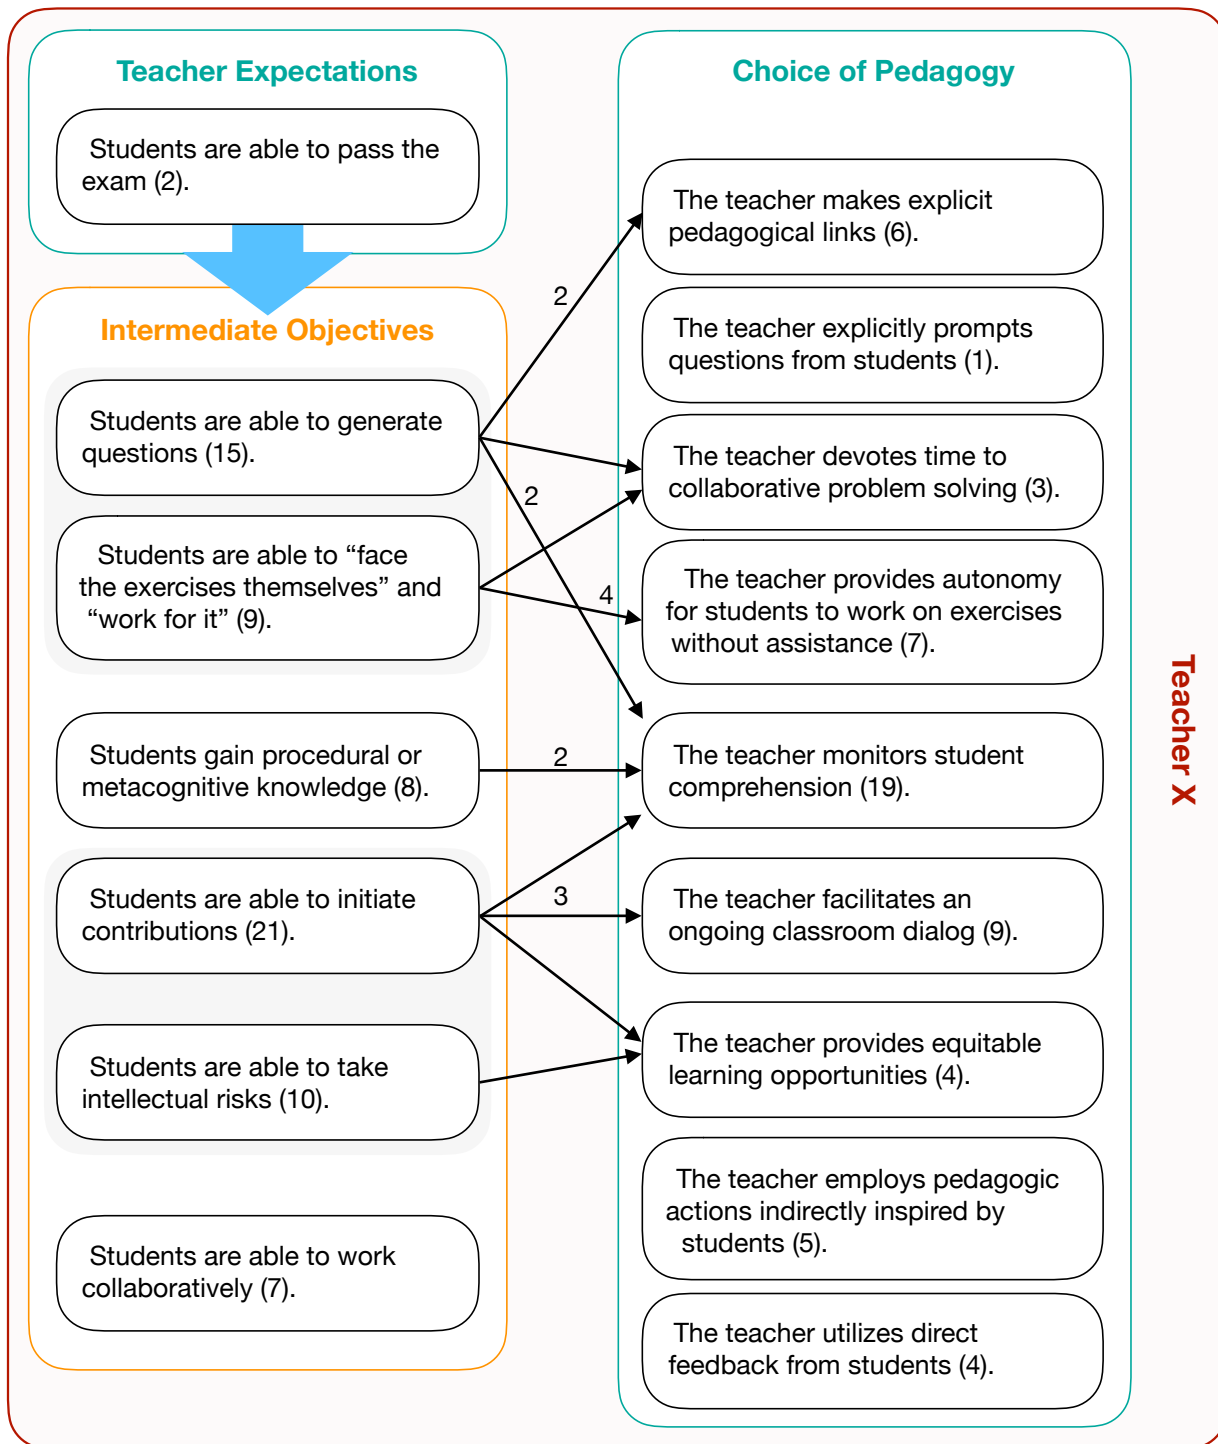 Teacher Expectations
Students are able to pass the
exam (2).
Intermediate Objectives
Students are able to generate
questions (15).
Students are able to “face
the exercises themselves” and
“work for it” (9).
Students gain procedural or
metacognitive knowledge (8).
Students are able to initiate
contributions (21).
Students are able to take
intellectual risks (10).
Students are able to work
collaboratively (7).
2
2
4
2
3
Choice of Pedagogy
The teacher makes explicit
pedagogical links (6).
The teacher explicitly prompts
questions from students (1).
The teacher devotes time to
collaborative problem solving (3).
The teacher provides autonomy
for students to work on exercises
without assistance (7).
The teacher monitors student
comprehension (19).
The teacher facilitates an
ongoing classroom dialog (9).
The teacher provides equitable
learning opportunities (4).
The teacher employs pedagogic
actions indirectly inspired by
students (5).
The teacher utilizes direct
feedback from students (4).
Teacher X